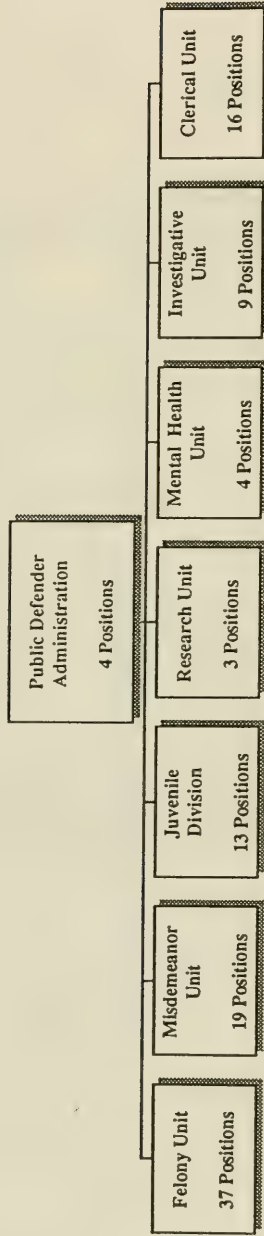 Public Defender
Administration
4 Positions
Felony Unit
37 Positions
Misdemeanor
Unit
19 Positions
Juvenile
Division
13 Positions
Research Unit
3 Positions
Mental Health
Unit
4 Positions
Investigative
Unit
9 Positions
Clerical Unit
16 Positions